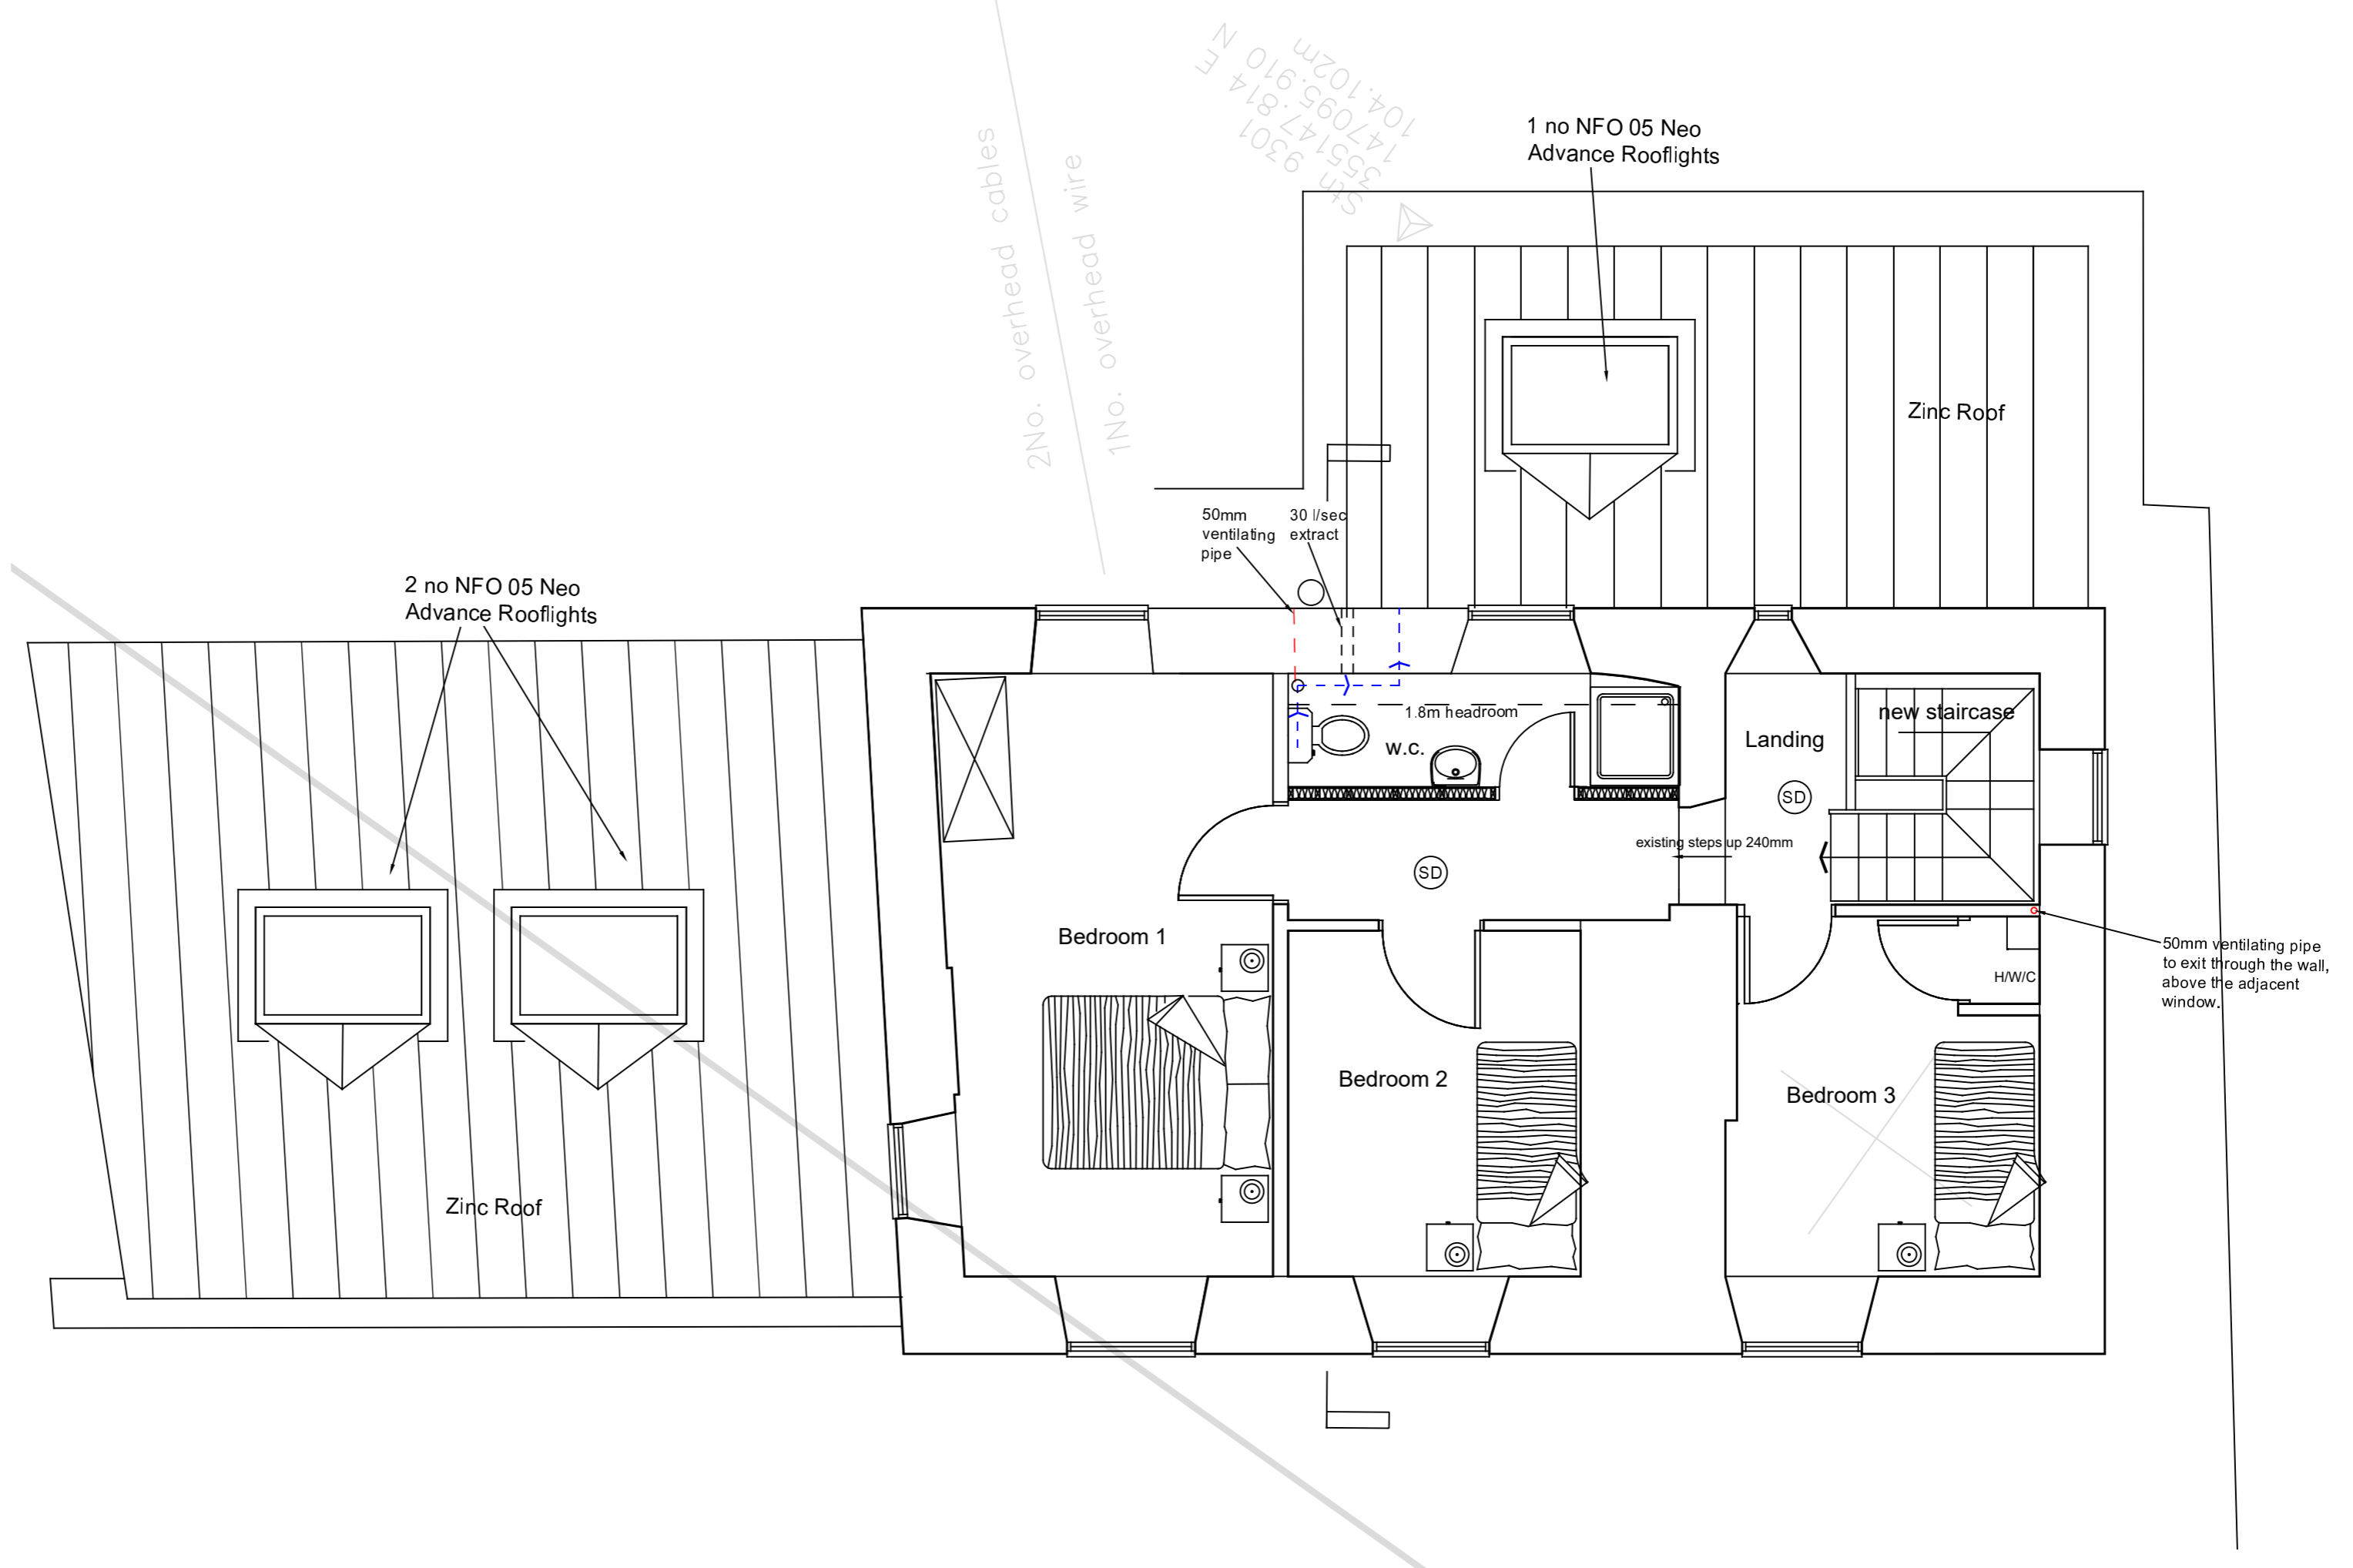 Stn 9301
355147.814 E
147095.910 N
104.102m
2No. overhead cables
1No. overhead wire
1 no NFO 05 Neo
Advance Rooflights
Zinc Roof
50mm
ventilating
pipe
30 l/sec
extract
2 no NFO 05 Neo
Advance Rooflights
1.8m headroom
w.c.
Landing
new staircase
SD
existing steps up 240mm
SD
Bedroom 1
50mm ventilating pipe
to exit through the wall,
above the adjacent
window.
H/W/C
Bedroom 2
Bedroom 3
Zinc Roof